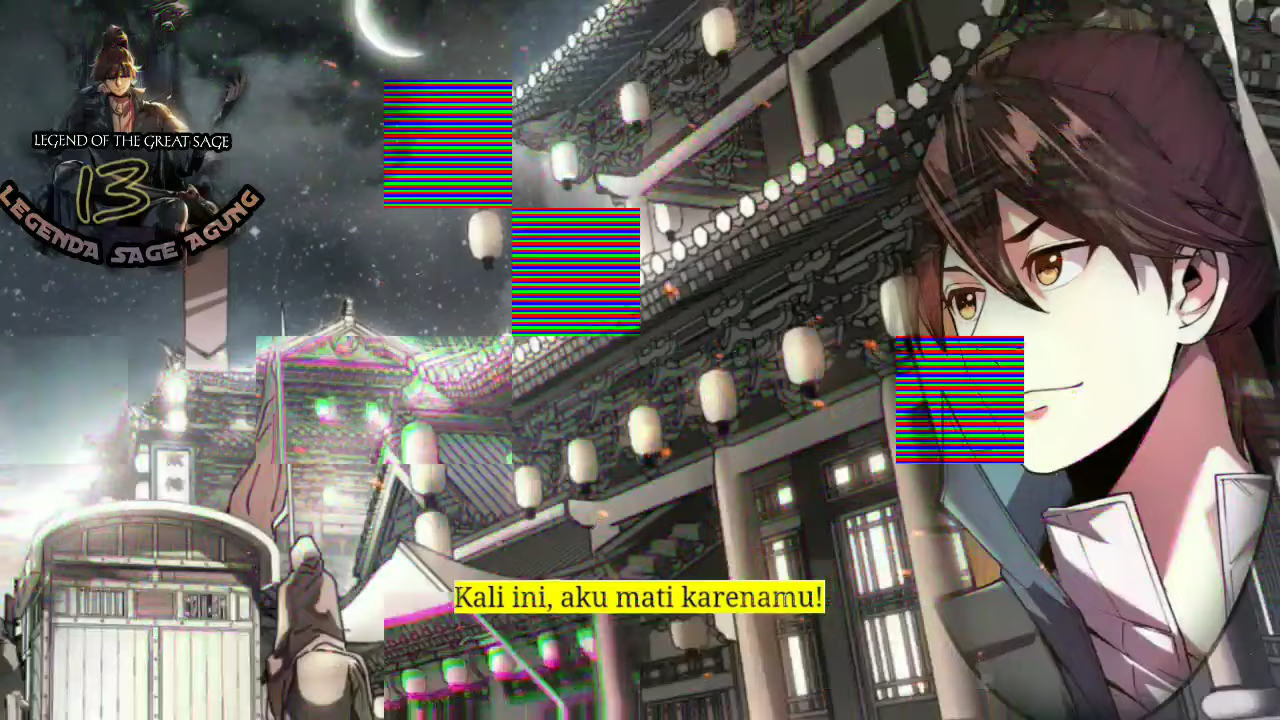 LEGEND OF THE GREAT SAGE
13
LEGENDA SAGE AGUNG
Kali ini, aku mati karenamu!